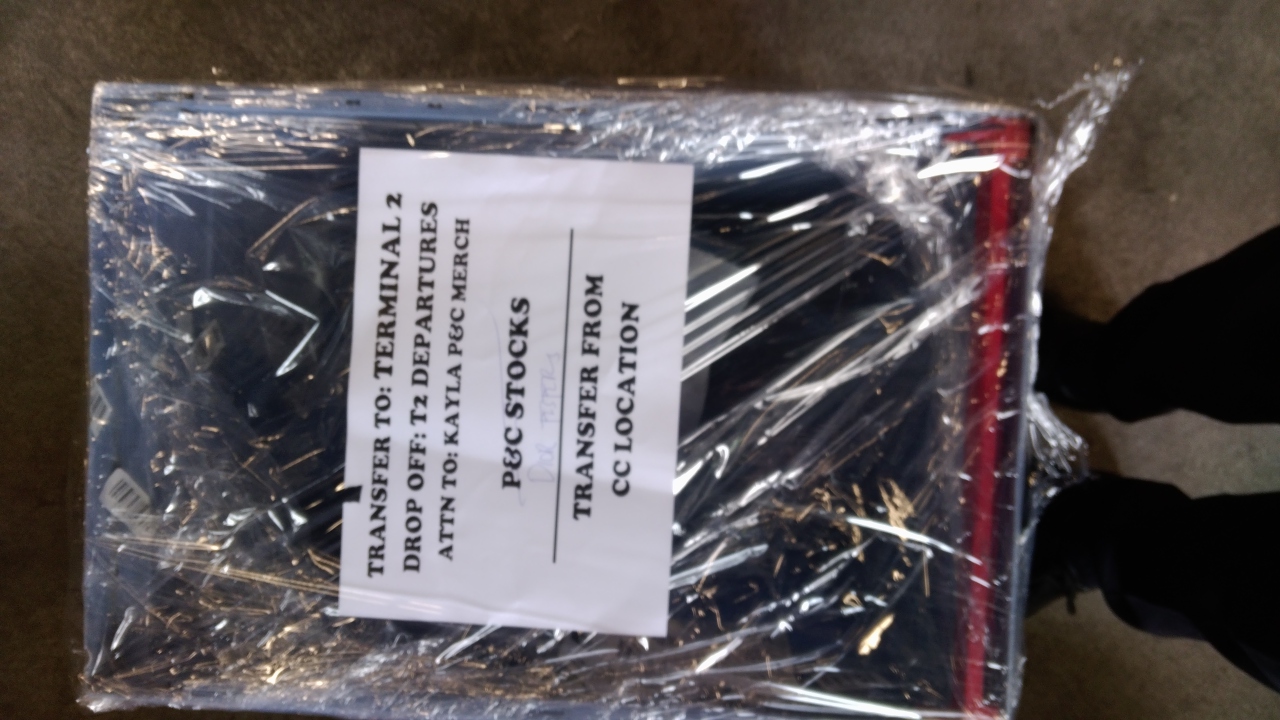 TRANSFER TO: TERMINAL 2
DROP OFF: T2 DEPARTURES
ATTN TO: KAYLA P&C MERCH
P&C STOCKS
TRANSFER FROM
CC LOCATION